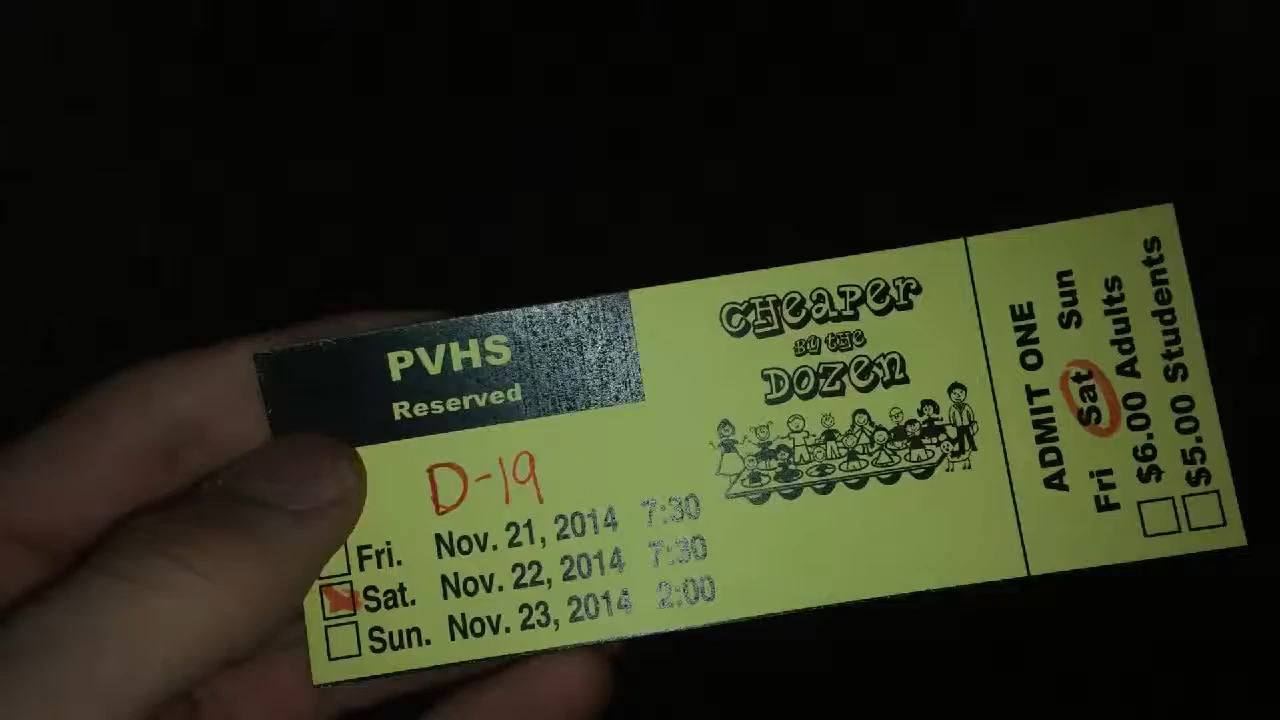 PVHS
Reserved
D-19
Fri. Nov. 21, 2014 7:30
Sat. Nov. 22, 2014 7:30
Sun. Nov. 23, 2014 2:00
CHEAPER
BY THE
DOZEN
ADMIT ONE
Fri Sat Sun
$6.00 Adults
$5.00 Students